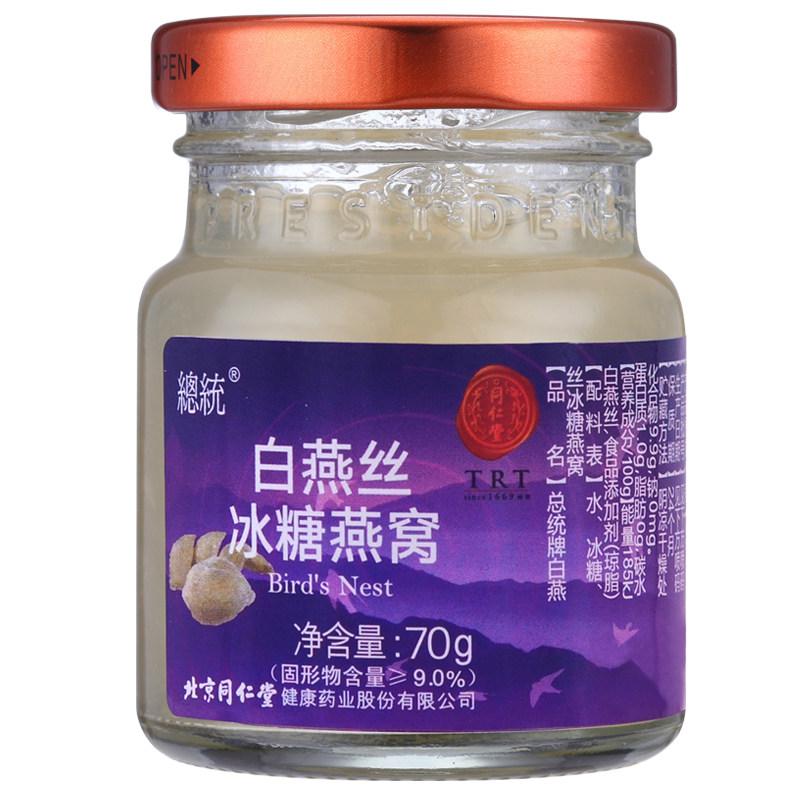 OPEN
PRESIDENT
總統®
白燕丝
冰糖燕窝
Bird's Nest
净含量:70g
(固形物含量≥9.0%)
北京同仁堂健康药业股份有限公司
同仁堂
TRT
since1669
【品 名】总统牌白燕
丝冰糖燕窝
【配料表】水、冰糖、
白燕丝、食品添加剂(琼脂)
【营养成分/100g】能量185kJ
蛋白质1.0g,脂肪0g,碳水
化合物9.9g,钠0mg。
【贮藏方法】阴凉干燥处